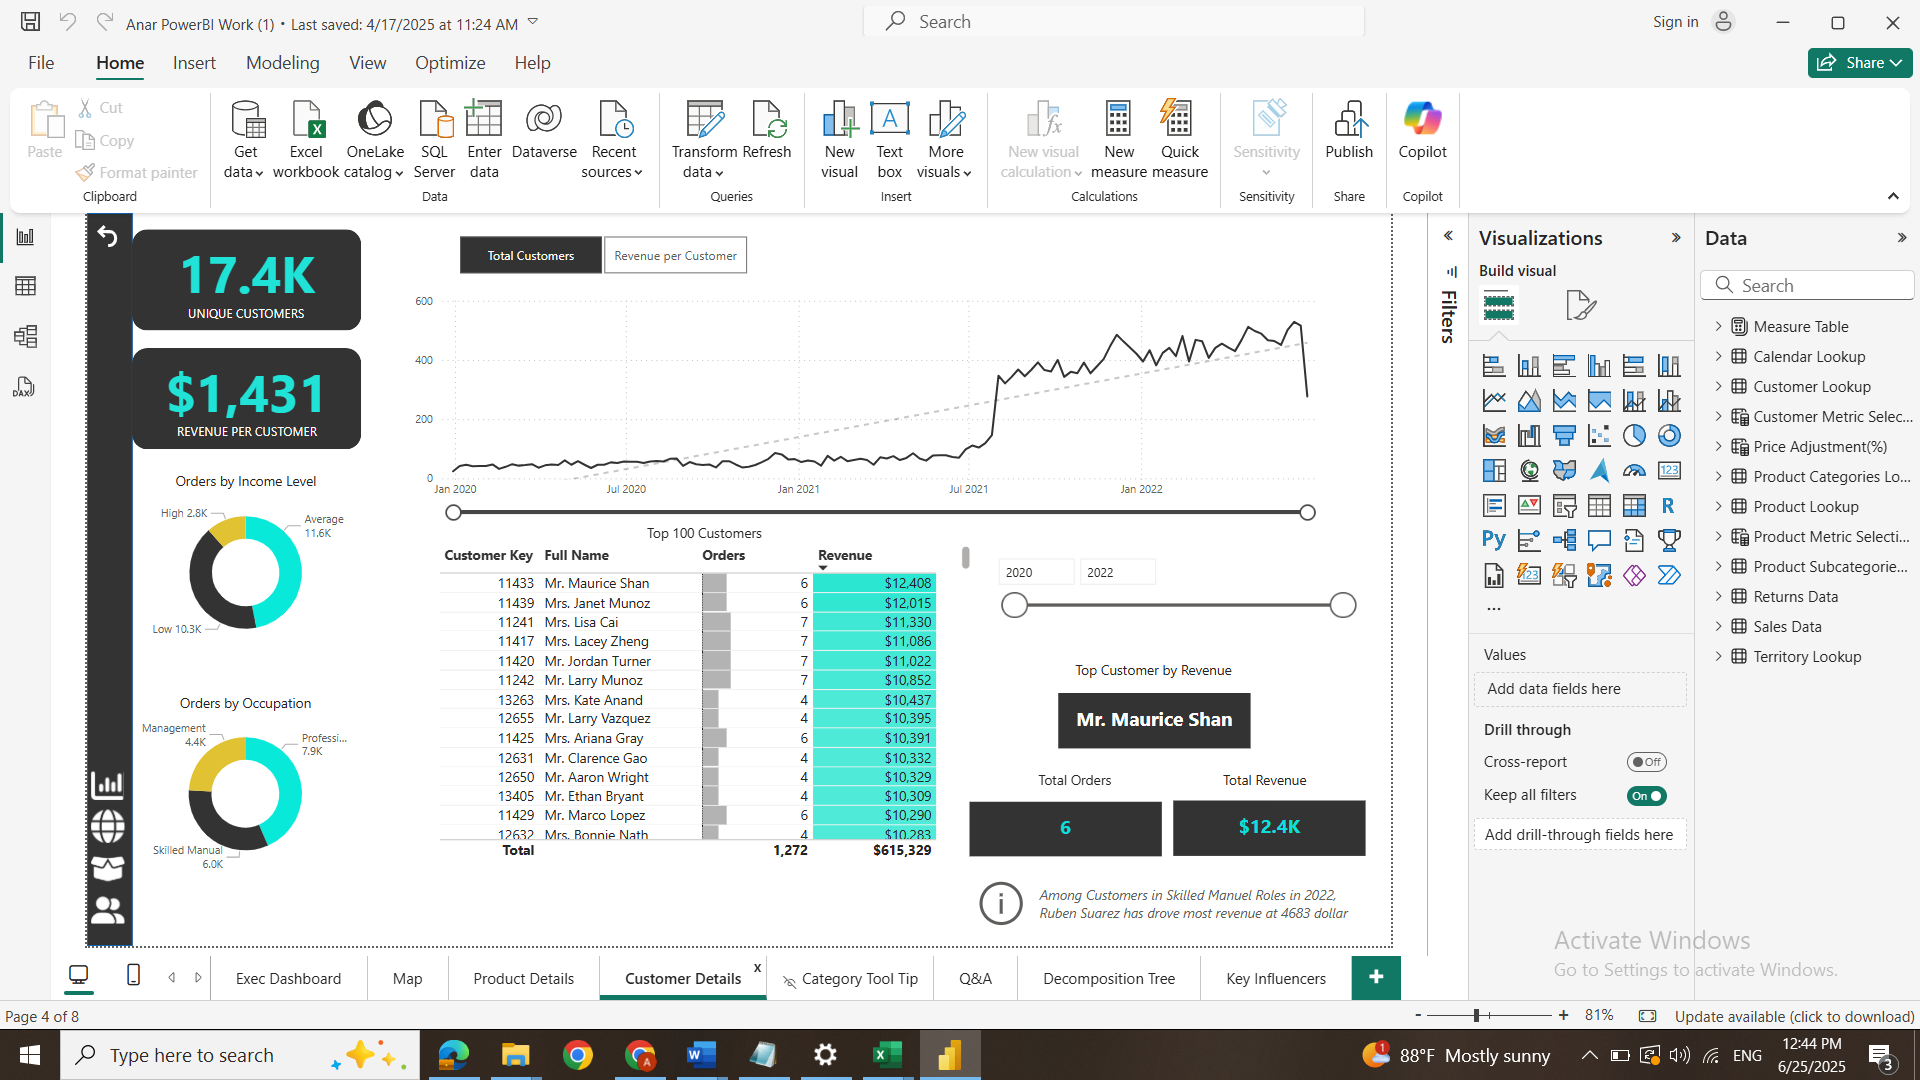 Anar PowerBI Work (1) • Last saved: 4/17/2025 at 11:24 AM
Search
Sign in
File
Home
Insert
Modeling
View
Optimize
Help
Share
Paste
Cut
Copy
Format painter
Clipboard
Get data
Excel workbook
OneLake catalog
SQL Server
Enter data
Dataverse
Recent sources
Data
Transform data
Refresh
Queries
New visual
Text box
More visuals
Insert
New visual calculation
New measure
Quick measure
Calculations
Sensitivity
Sensitivity
Publish
Share
Copilot
Copilot
17.4K
UNIQUE CUSTOMERS
$1,431
REVENUE PER CUSTOMER
Total Customers
Revenue per Customer
600
400
200
0
Jan 2020
Jul 2020
Jan 2021
Jul 2021
Jan 2022
Orders by Income Level
High 2.8K
Average
11.6K
Low 10.3K
Orders by Occupation
Management
4.4K
Professi...
7.9K
Skilled Manual
6.0K
Top 100 Customers
Customer Key Full Name Orders Revenue
11433 Mr. Maurice Shan 6 $12,408
11439 Mrs. Janet Munoz 6 $12,015
11241 Mrs. Lisa Cai 7 $11,330
11417 Mrs. Lacey Zheng 7 $11,086
11420 Mr. Jordan Turner 7 $11,022
11242 Mr. Larry Munoz 7 $10,852
13263 Mrs. Kate Anand 4 $10,437
12655 Mr. Larry Vazquez 4 $10,395
11425 Mrs. Ariana Gray 6 $10,391
12631 Mr. Clarence Gao 4 $10,332
12650 Mr. Aaron Wright 4 $10,329
13405 Mr. Ethan Bryant 4 $10,309
11429 Mr. Marco Lopez 6 $10,290
12632 Mrs. Bonnie Nath 4 $10,283
Total 1,272 $615,329
2020
2022
Top Customer by Revenue
Mr. Maurice Shan
Total Orders
Total Revenue
6
$12.4K
Among Customers in Skilled Manuel Roles in 2022,
Ruben Suarez has drove most revenue at 4683 dollar
Filters
Visualizations
Build visual
Values
Add data fields here
Drill through
Cross-report
Off
Keep all filters
On
Add drill-through fields here
Data
Search
Measure Table
Calendar Lookup
Customer Lookup
Customer Metric Selec...
Price Adjustment(%)
Product Categories Lo...
Product Lookup
Product Metric Selecti...
Product Subcategorie...
Returns Data
Sales Data
Territory Lookup
Activate Windows
Go to Settings to activate Windows.
Exec Dashboard
Map
Product Details
Customer Details
X
Category Tool Tip
Q&A
Decomposition Tree
Key Influencers
+
Page 4 of 8
- + 81%
Update available (click to download)
Type here to search
1
88°F Mostly sunny
ENG
12:44 PM
6/25/2025
3